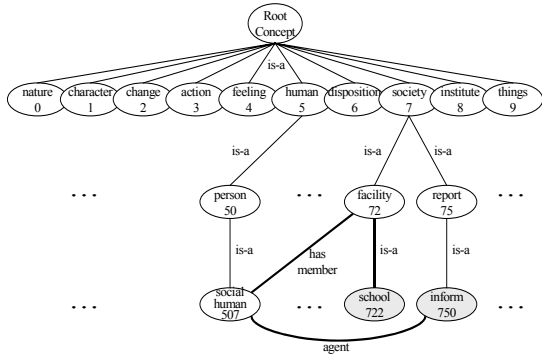 Root
Concept
is-a
nature character change action feeling human disposition society institute things
0 1 2 3 4 5 6 7 8 9
is-a is-a is-a
... person ... facility report ...
50 72 75
is-a has member is-a is-a
... social human ... school inform ...
507 722 750
agent